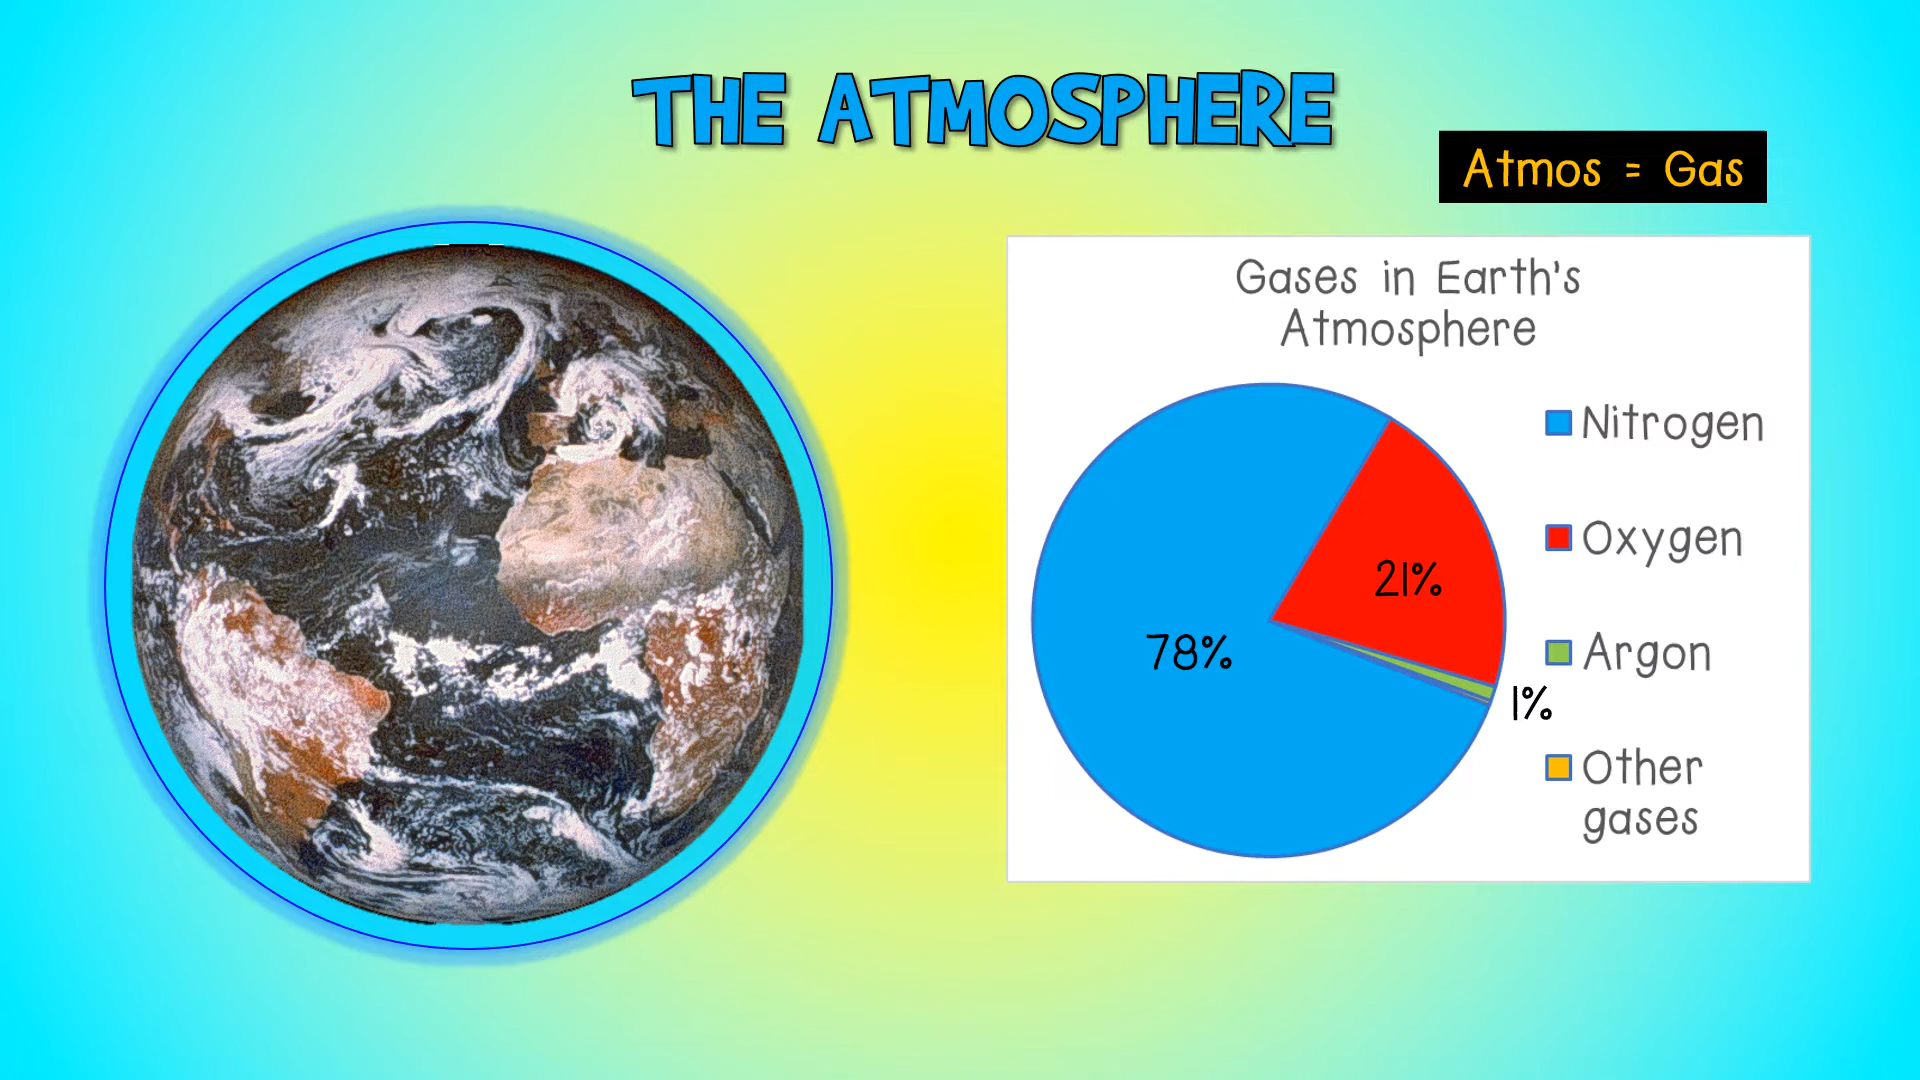 THE ATMOSPHERE
Atmos = Gas
Gases in Earth's
Atmosphere
Nitrogen
Oxygen
21%
78%
Argon
1%
Other
gases